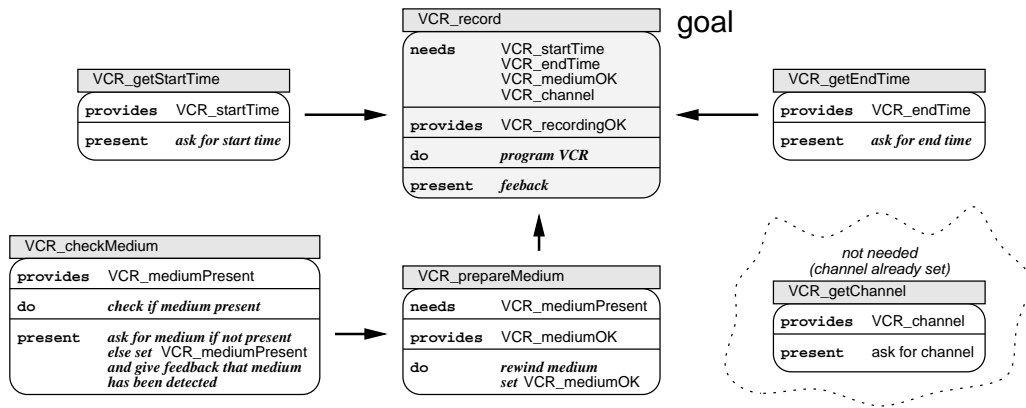 VCR_record
goal
needs VCR_startTime
VCR_endTime
VCR_mediumOK
VCR_channel
provides VCR_recordingOK
do program VCR
present feeback
VCR_getStartTime
provides VCR_startTime
present ask for start time
VCR_getEndTime
provides VCR_endTime
present ask for end time
VCR_checkMedium
provides VCR_mediumPresent
do check if medium present
present ask for medium if not present
else set VCR_mediumPresent
and give feedback that medium
has been detected
VCR_prepareMedium
needs VCR_mediumPresent
provides VCR_mediumOK
do rewind medium
set VCR_mediumOK
not needed
(channel already set)
VCR_getChannel
provides VCR_channel
present ask for channel